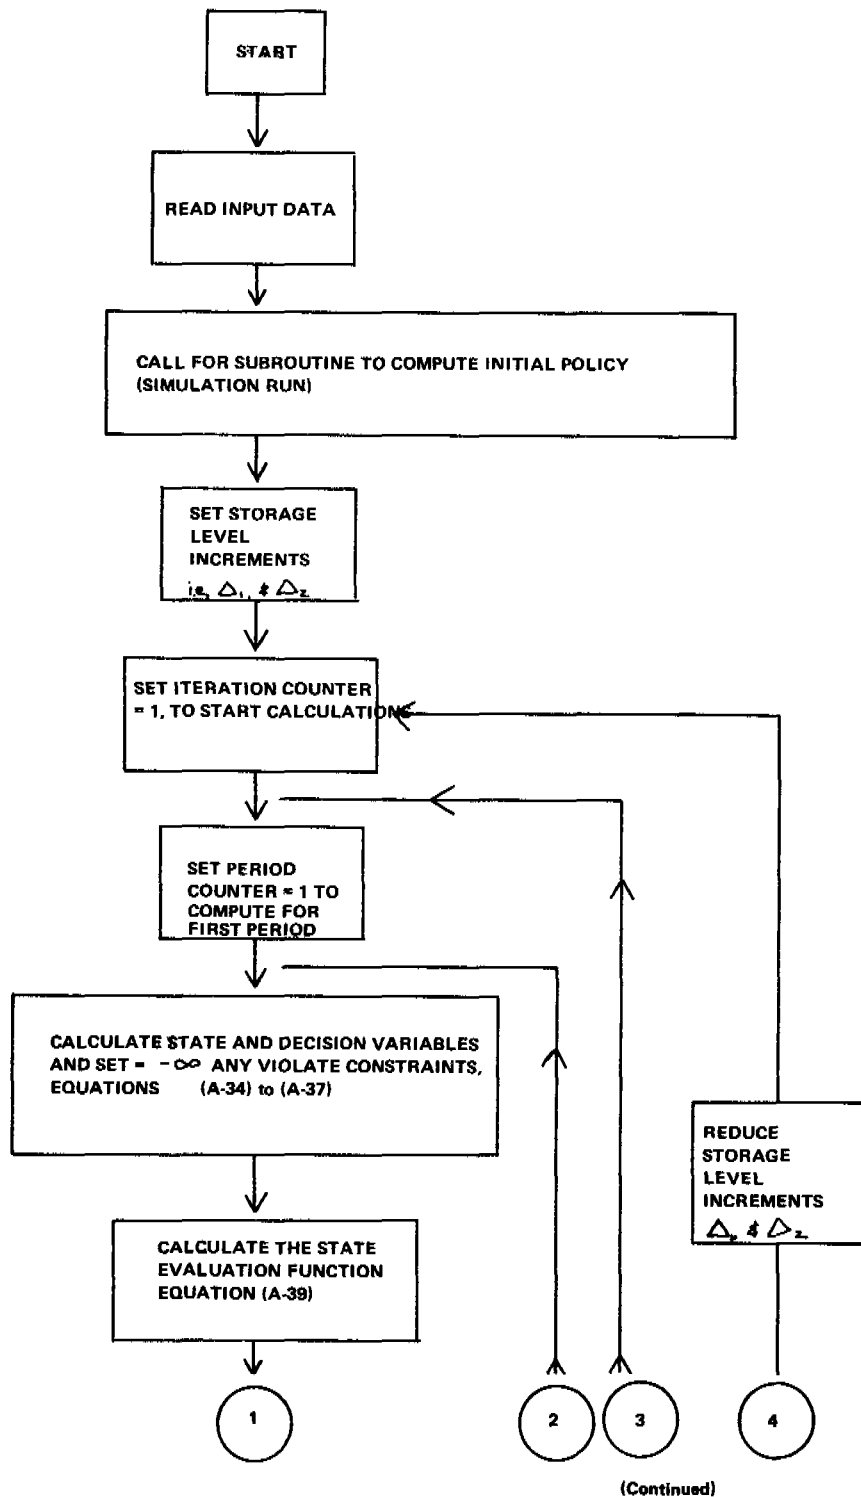 START
READ INPUT DATA
CALL FOR SUBROUTINE TO COMPUTE INITIAL POLICY
(SIMULATION RUN)
SET STORAGE
LEVEL
INCREMENTS
i.e., Δ₁, & Δ₂
SET ITERATION COUNTER
= 1, TO START CALCULATIONS
SET PERIOD
COUNTER = 1 TO
COMPUTE FOR
FIRST PERIOD
CALCULATE STATE AND DECISION VARIABLES
AND SET = -∞ ANY VIOLATE CONSTRAINTS,
EQUATIONS (A-34) to (A-37)
REDUCE
STORAGE
LEVEL
INCREMENTS
Δ₁, & Δ₂
CALCULATE THE STATE
EVALUATION FUNCTION
EQUATION (A-39)
1
2
3
4
(Continued)